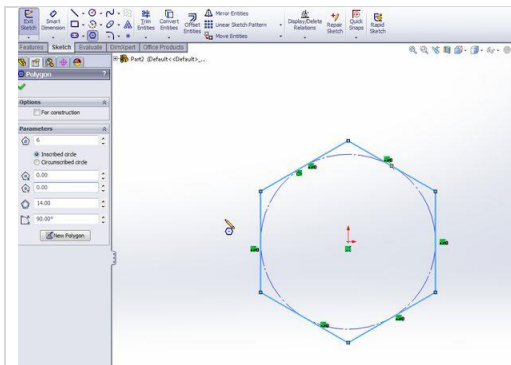 Exit Sketch
Smart Dimension
Trim Entities
Convert Entities
Offset Entities
Mirror Entities
Linear Sketch Pattern
Move Entities
Display/Delete Relations
Repair Sketch
Quick Snaps
Rapid Sketch
Features Sketch Evaluate DimXpert Office Products
Part2 (Default<<Default>_...
Polygon
?
Options
For construction
Parameters
6
Inscribed circle
Circumscribed circle
0.00
0.00
14.00
90.00°
New Polygon